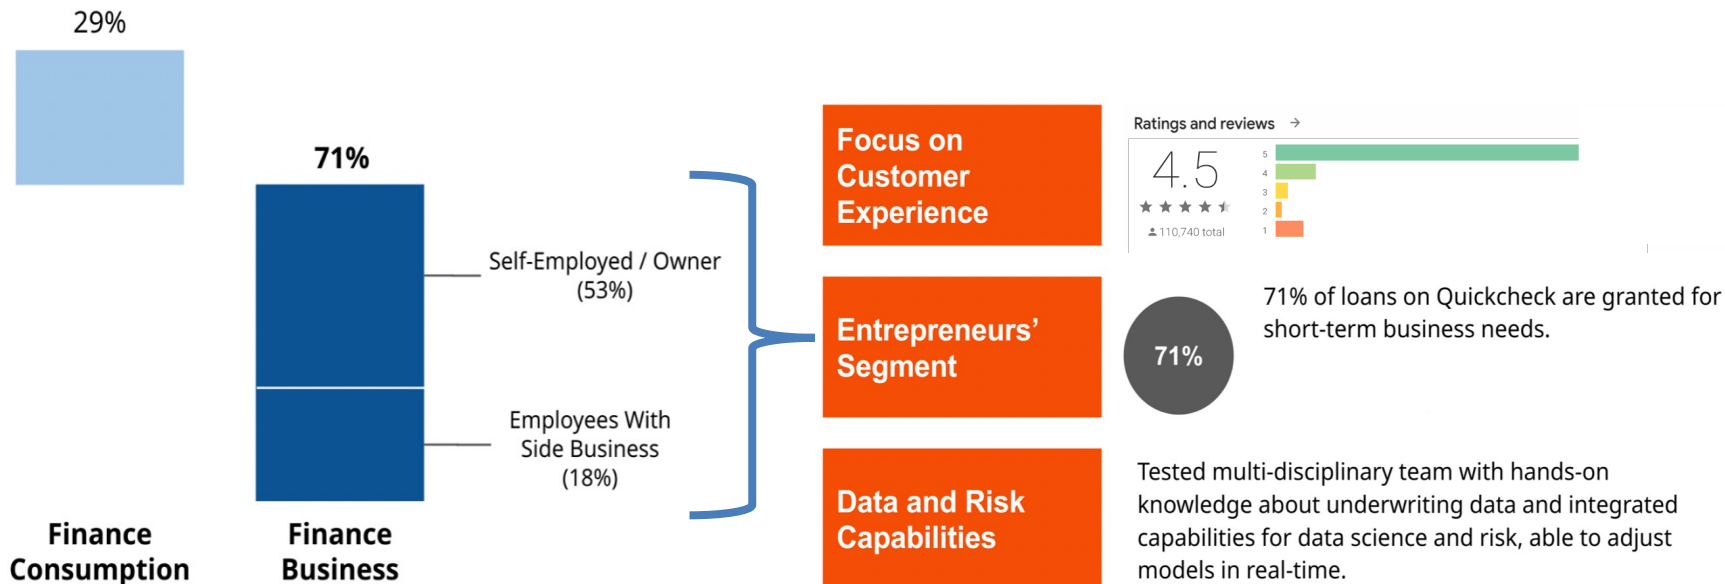 29%
71%
Self-Employed / Owner
(53%)
Employees With
Side Business
(18%)
Finance
Consumption
Finance
Business
Focus on
Customer
Experience
Ratings and reviews →
4.5
110,740 total
5
4
3
2
1
Entrepreneurs’
Segment
71%
71% of loans on Quickcheck are granted for
short-term business needs.
Data and Risk
Capabilities
Tested multi-disciplinary team with hands-on
knowledge about underwriting data and integrated
capabilities for data science and risk, able to adjust
models in real-time.